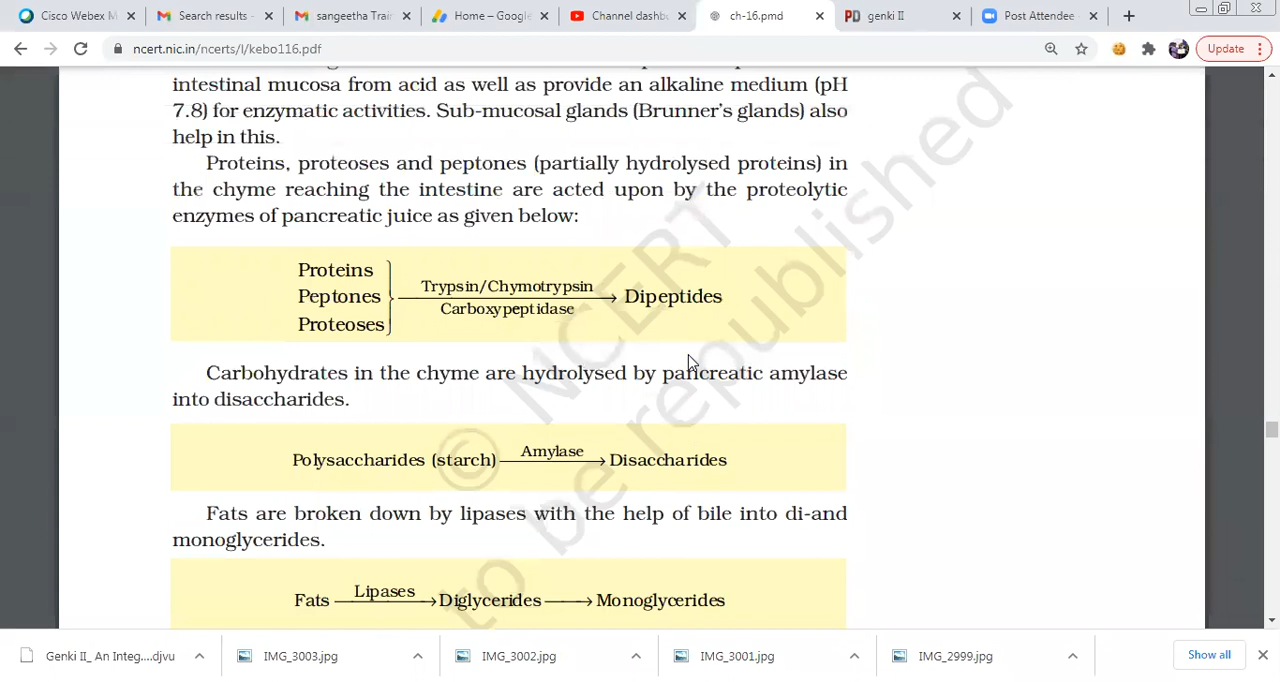 Cisco Webex M
Search results -
sangeetha Trai
Home – Google
Channel dashb
ch-16.pmd
PD genki II
Post Attendee
ncert.nic.in/ncerts/l/kebo116.pdf
Update
intestinal mucosa from acid as well as provide an alkaline medium (pH
7.8) for enzymatic activities. Sub-mucosal glands (Brunner's glands) also
help in this.
Proteins, proteoses and peptones (partially hydrolysed proteins) in
the chyme reaching the intestine are acted upon by the proteolytic
enzymes of pancreatic juice as given below:
Proteins
Peptones
Proteoses
Trypsin/Chymotrypsin
Carboxypeptidase
Dipeptides
Carbohydrates in the chyme are hydrolysed by pancreatic amylase
into disaccharides.
Polysaccharides (starch) Amylase Disaccharides
Fats are broken down by lipases with the help of bile into di-and
monoglycerides.
Fats Lipases Diglycerides Monoglycerides
© NCERT
to be republished
Genki II_ An Integ....djvu
IMG_3003.jpg
IMG_3002.jpg
IMG_3001.jpg
IMG_2999.jpg
Show all